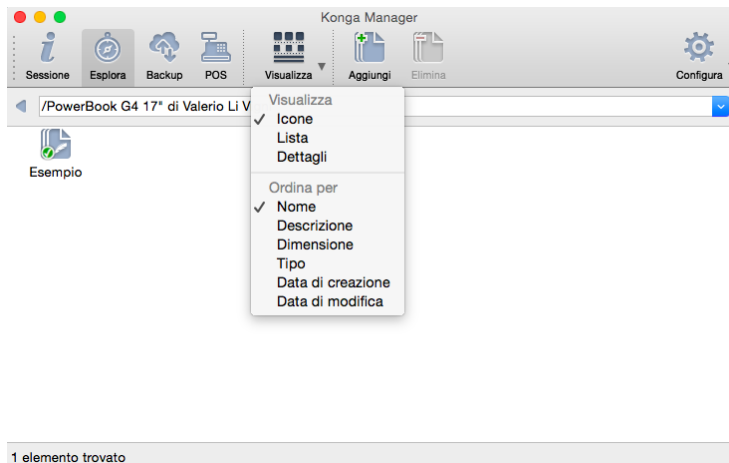 Konga Manager
Sessione Esplora Backup POS Visualizza Aggiungi Elimina Configura
/PowerBook G4 17" di Valerio Li V
Visualizza
✓ Icone
Lista
Dettagli
Esempio
Ordina per
✓ Nome
Descrizione
Dimensione
Tipo
Data di creazione
Data di modifica
1 elemento trovato